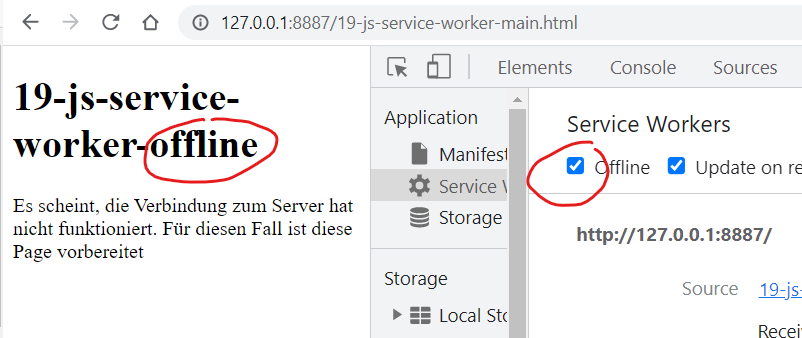 127.0.0.1:8887/19-js-service-worker-main.html
19-js-service-
worker-offline
Es scheint, die Verbindung zum Server hat
nicht funktioniert. Für diesen Fall ist diese
Page vorbereitet
Elements Console Sources
Application
Manifest
Service W
Storage
Storage
Local Sto
Service Workers
Offline Update on re
http://127.0.0.1:8887/
Source 19-js-
Recei